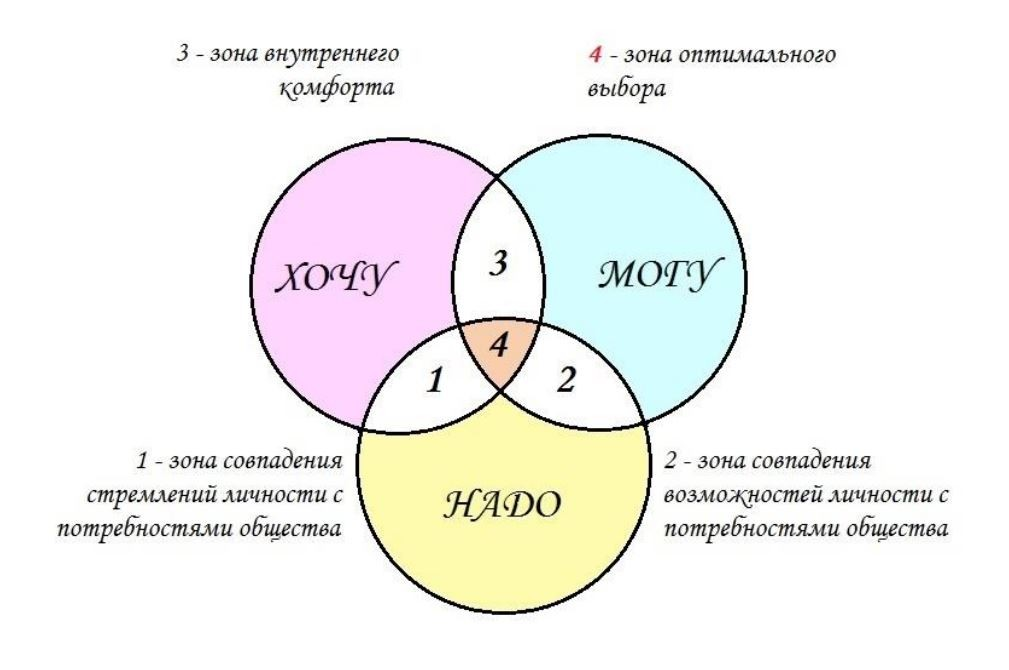 3 - зона внутреннего
комфорта
4 - зона оптимального
выбора
ХОЧУ
3
МОГУ
4
1
2
1 - зона совпадения
стремлений личности с
потребностями общества
НАДО
2 - зона совпадения
возможностей личности с
потребностями общества